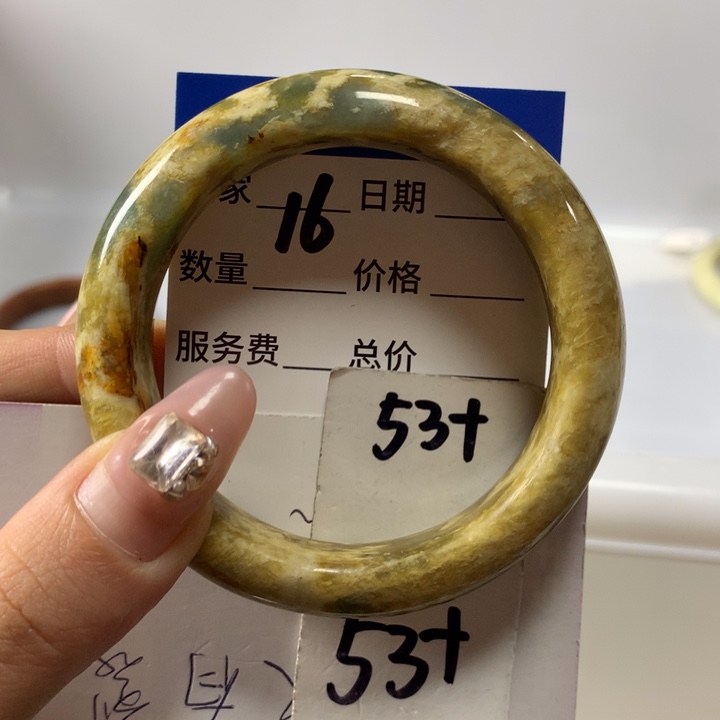 家 16 日期
数量 价格
服务费 总价
53+
53+